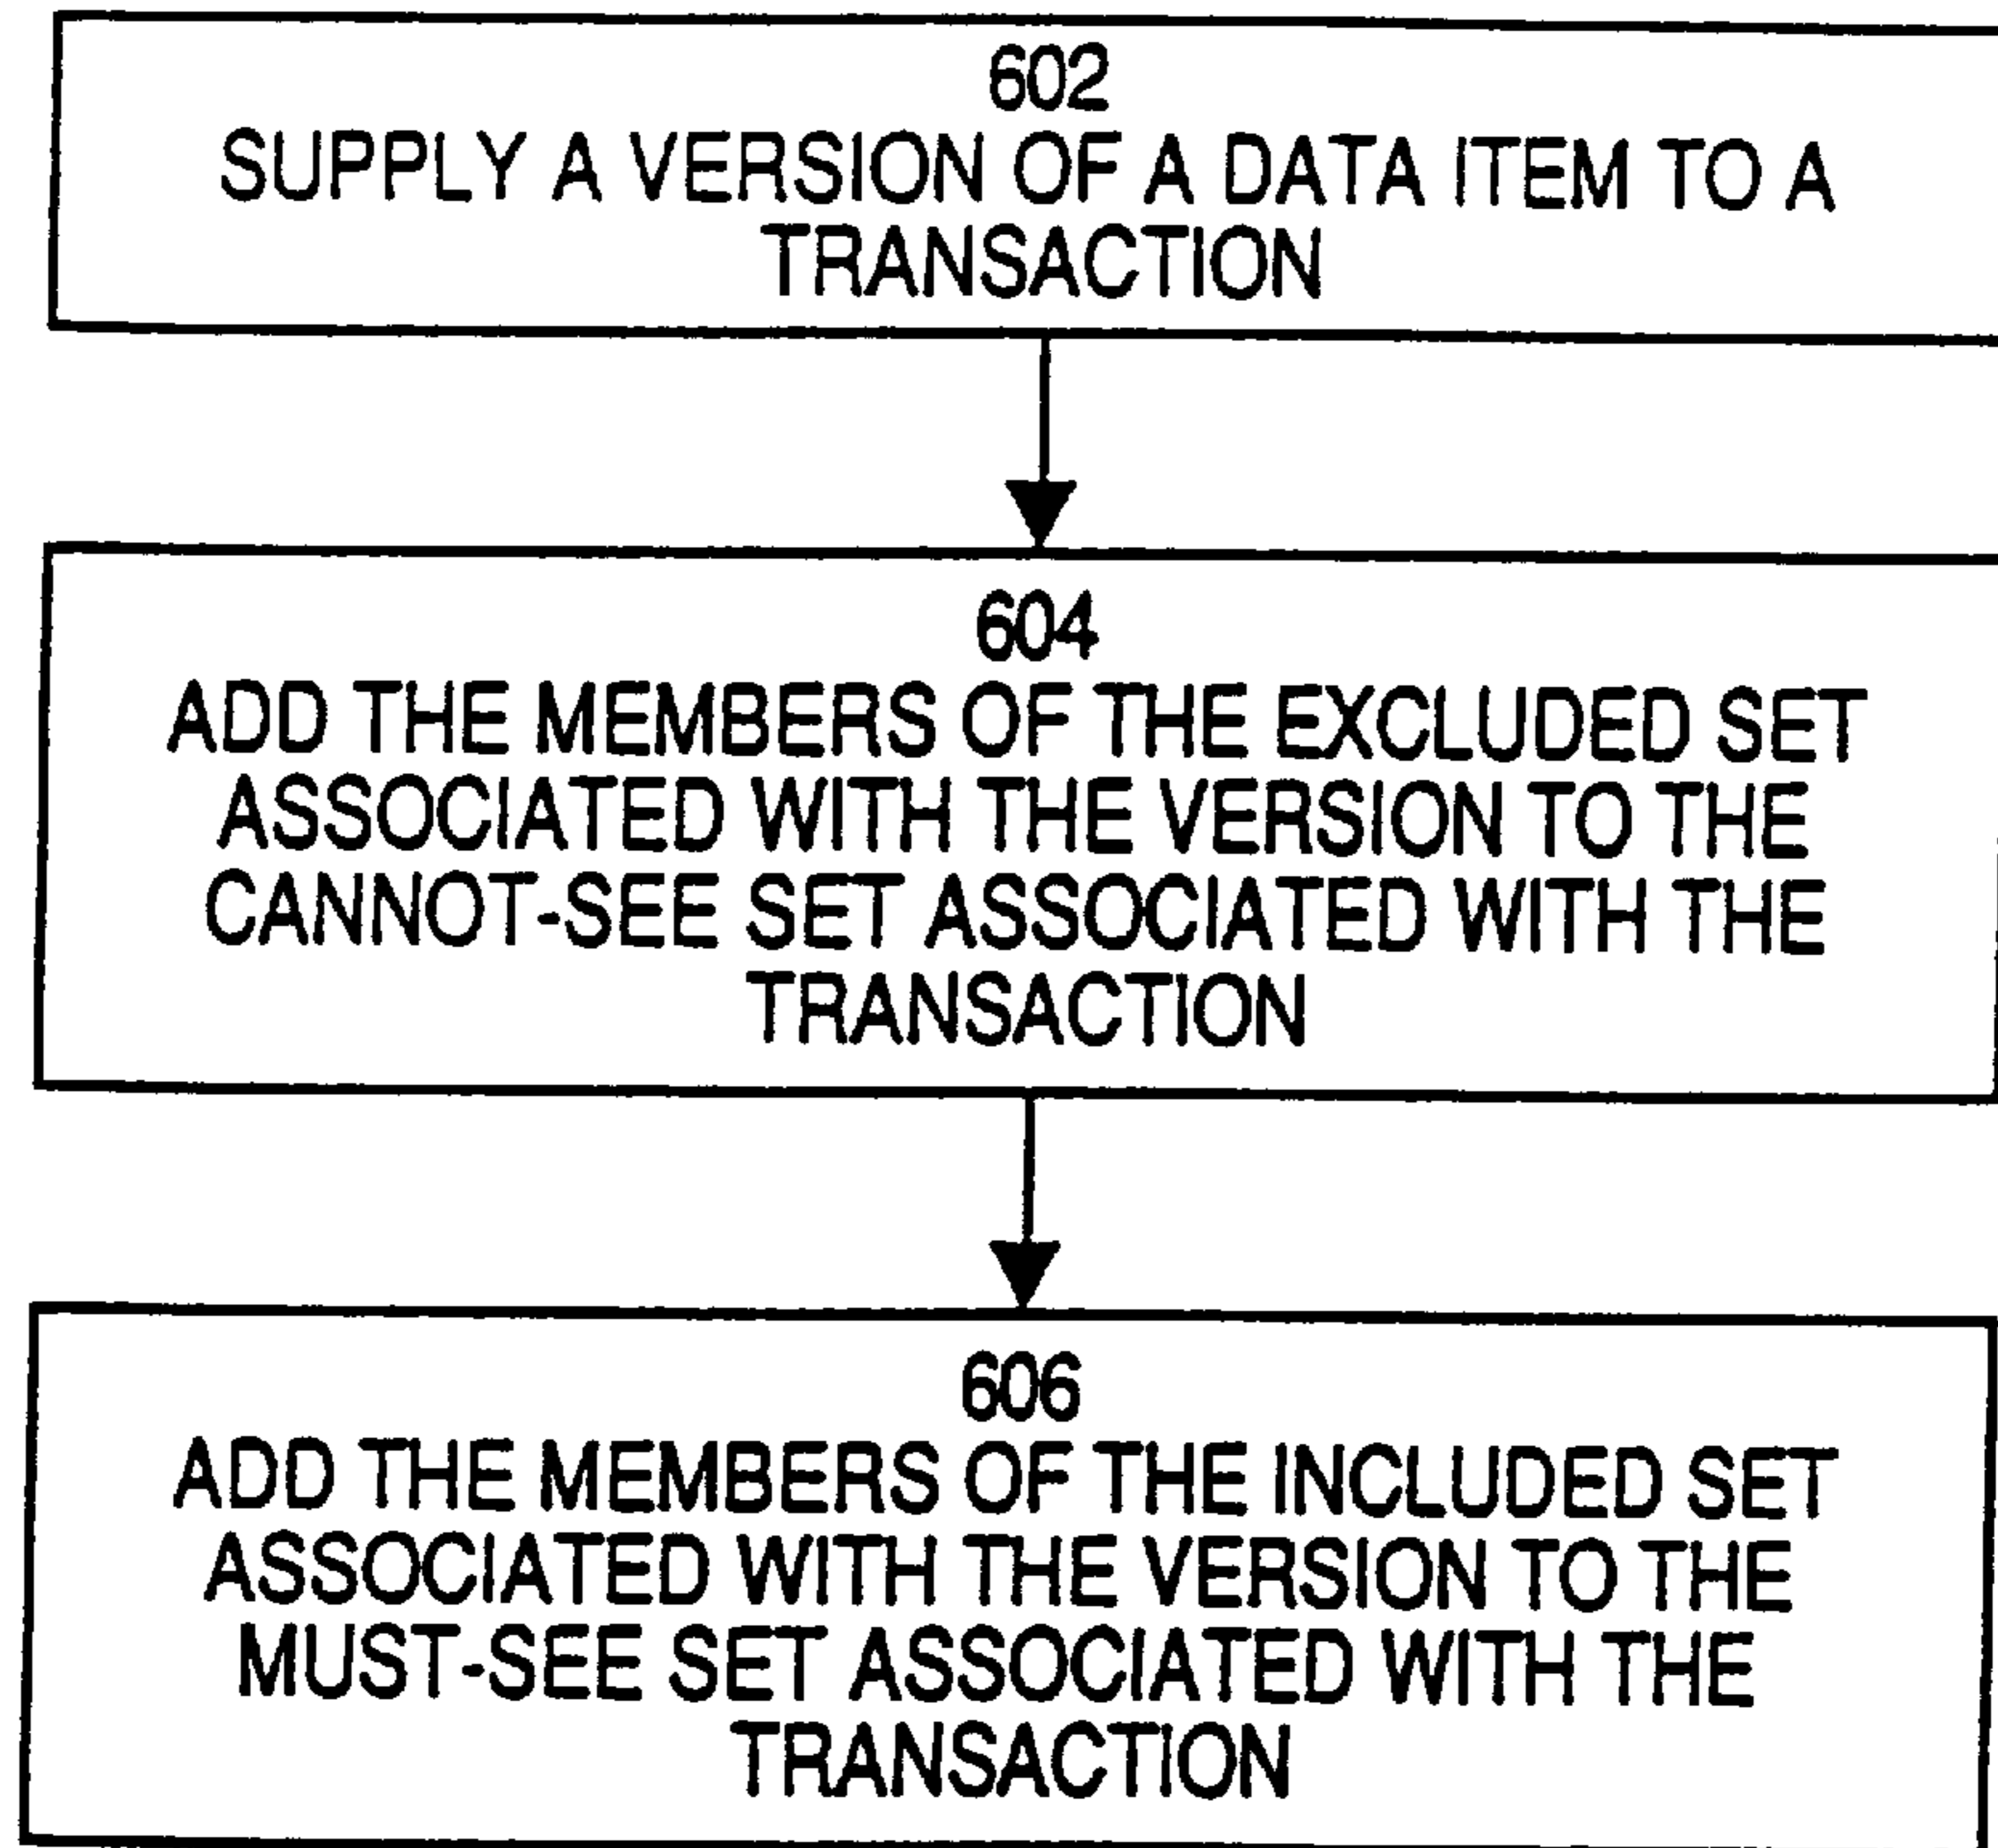 602
SUPPLY A VERSION OF A DATA ITEM TO A
TRANSACTION
604
ADD THE MEMBERS OF THE EXCLUDED SET
ASSOCIATED WITH THE VERSION TO THE
CANNOT-SEE SET ASSOCIATED WITH THE
TRANSACTION
606
ADD THE MEMBERS OF THE INCLUDED SET
ASSOCIATED WITH THE VERSION TO THE
MUST-SEE SET ASSOCIATED WITH THE
TRANSACTION